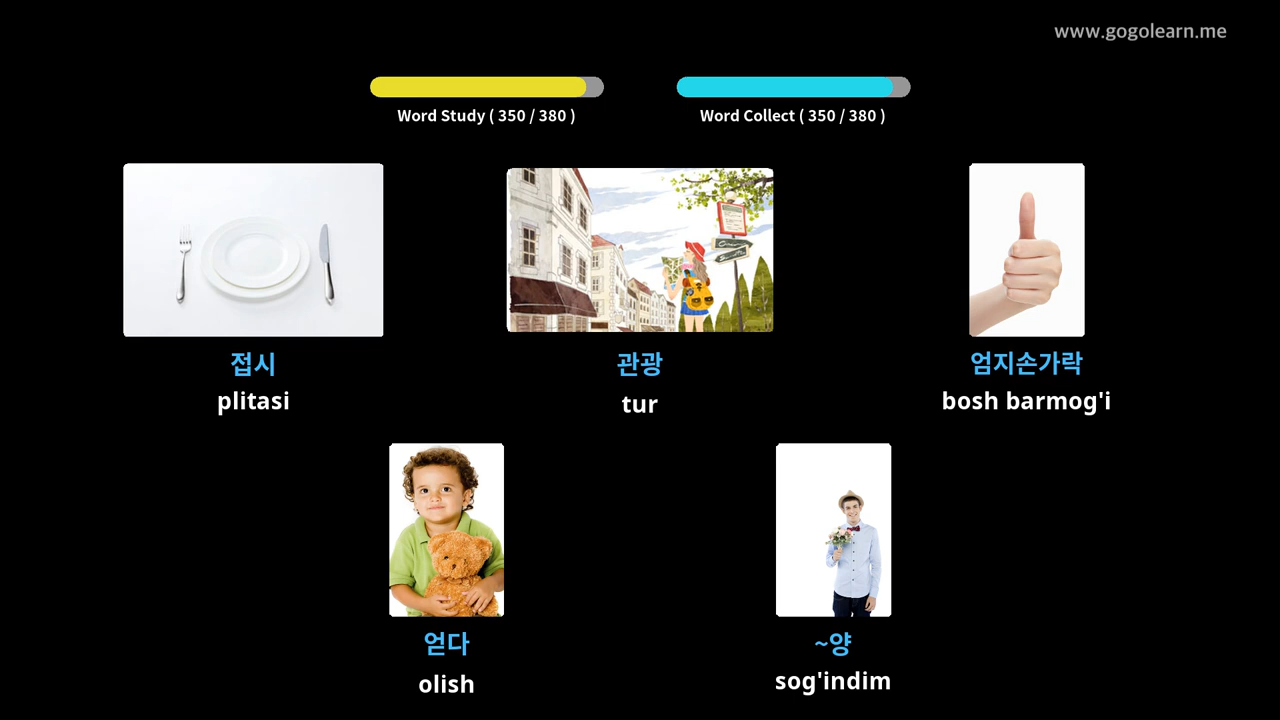 www.gogolearn.me
Word Study ( 350 / 380 )
Word Collect ( 350 / 380 )
접시
plitasi
관광
tur
엄지손가락
bosh barmog'i
얻다
olish
~양
sog'indim